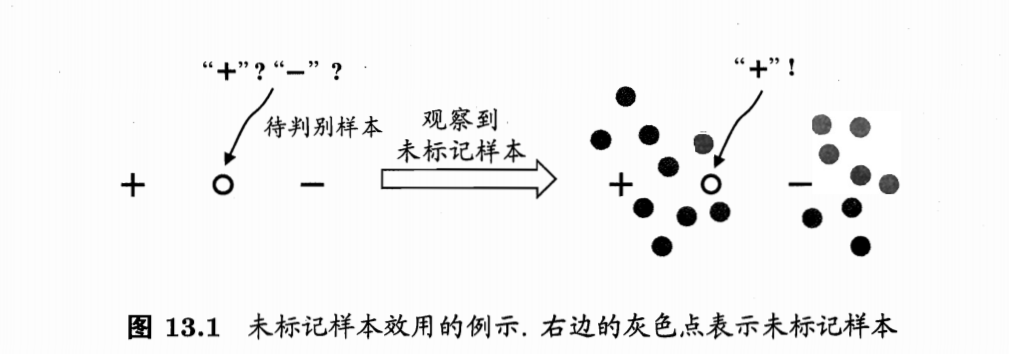 “+”? “−” ?
待判别样本
+
−
观察到
未标记样本
“+”!
+
−
图 13.1 未标记样本效用的例示. 右边的灰色点表示未标记样本